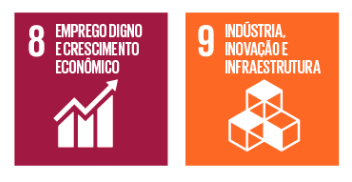 8 EMPREGO DIGNO
E CRESCIMENTO
ECONÔMICO
9 INDÚSTRIA,
INOVAÇÃO E
INFRAESTRUTURA